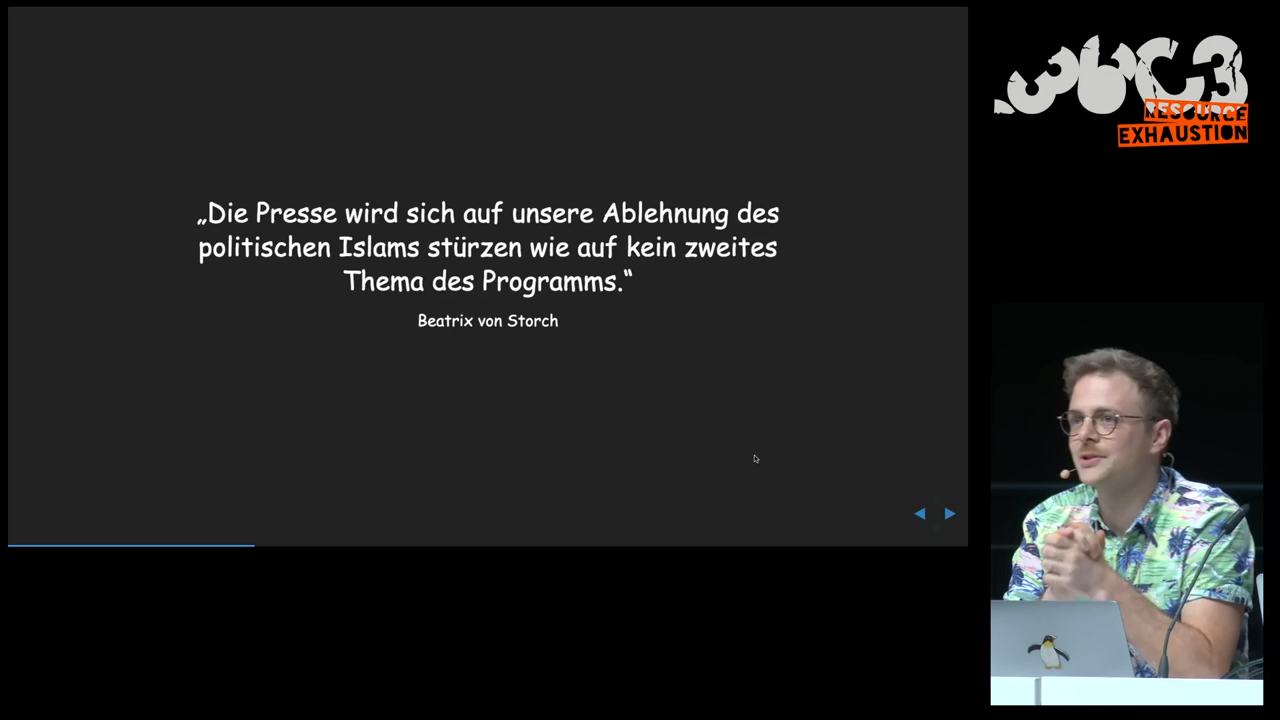 „Die Presse wird sich auf unsere Ablehnung des
politischen Islams stürzen wie auf kein zweites
Thema des Programms.“
Beatrix von Storch
36C3
RESOURCE
EXHAUSTION